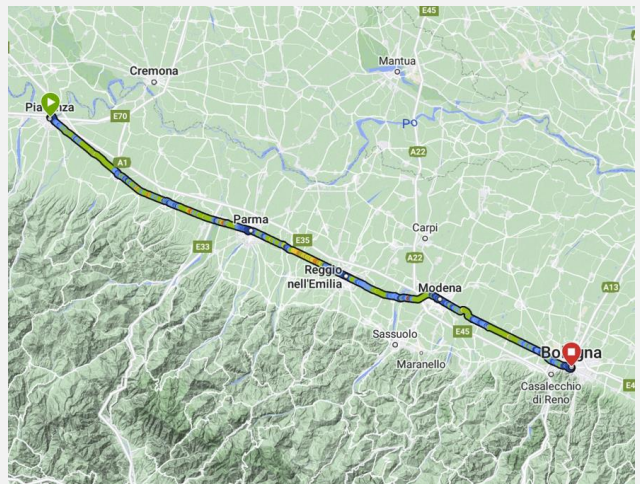 E45
Mantua
Cremona
Piacenza
E70
Po
A1
A22
Parma
Carpi
E35
E33
A22
Reggio
nell'Emilia
Modena
A13
E45
Sassuolo
Bologna
Maranello
Casalecchio
di Reno